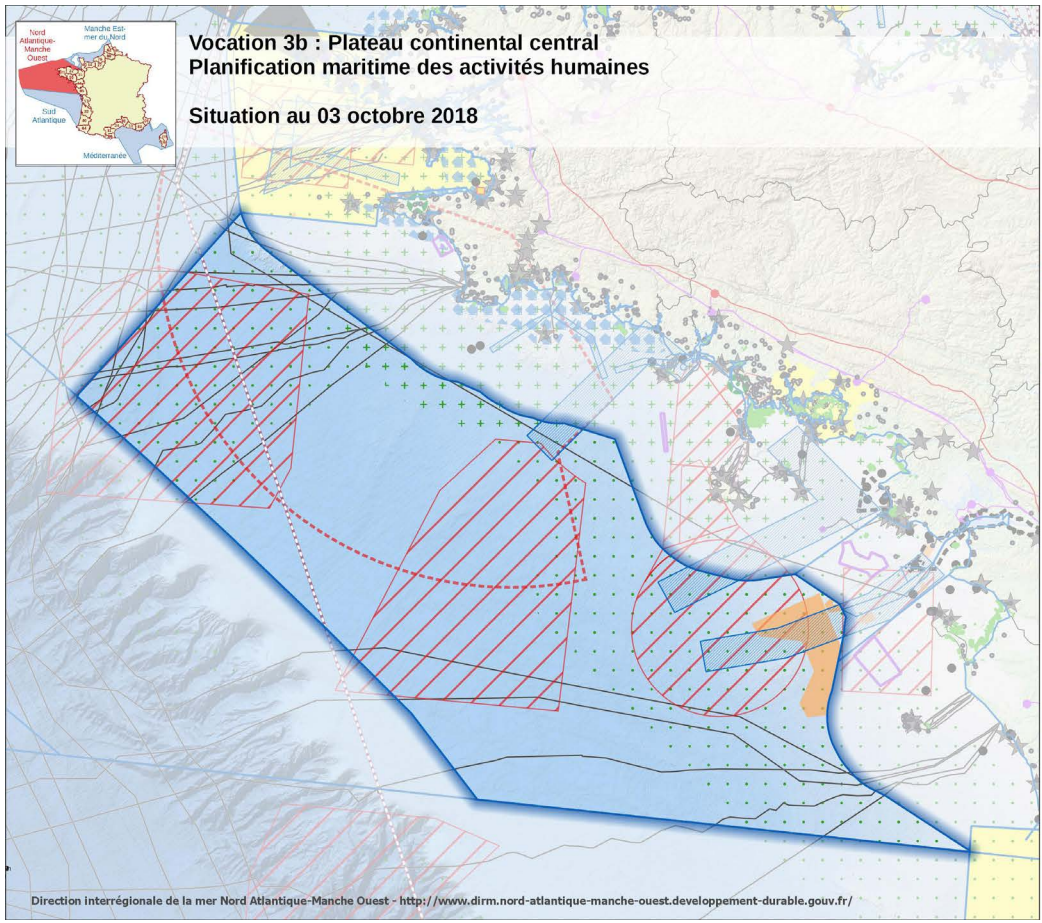 Nord
Atlantique-
Manche
Ouest
Manche Est-
mer du Nord
Sud
Atlantique
Méditerranée
Vocation 3b : Plateau continental central
Planification maritime des activités humaines
Situation au 03 octobre 2018
Direction interrégionale de la mer Nord Atlantique-Manche Ouest - http://www.dirm.nord-atlantique-manche-ouest.developpement-durable.gouv.fr/